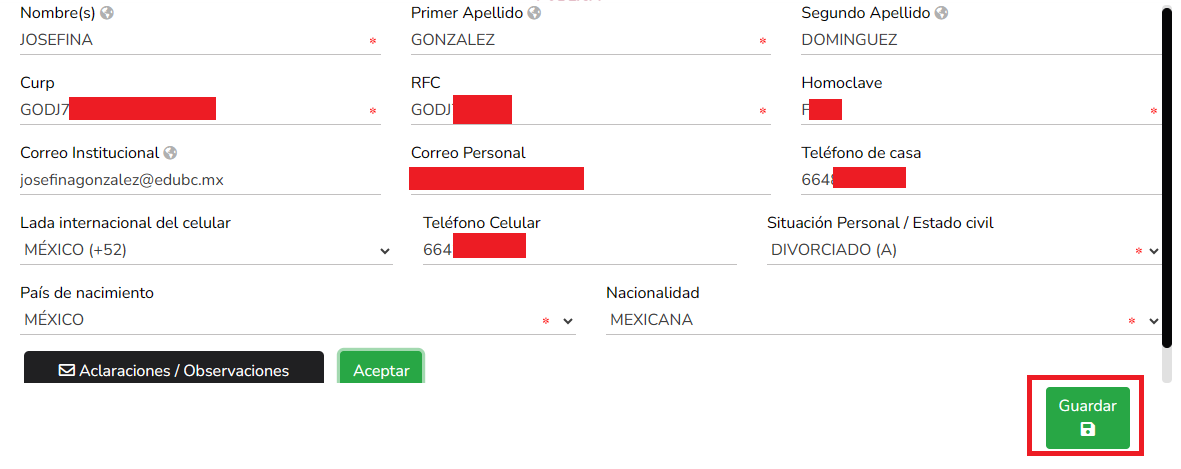 Nombre(s) Primer Apellido Segundo Apellido
JOSEFINA * GONZALEZ * DOMINGUEZ
Curp RFC Homoclave
GODJ7 * GODJ * F *
Correo Institucional Correo Personal Teléfono de casa
josefinagonzalez@edubc.mx 664
Lada internacional del celular Teléfono Celular Situación Personal / Estado civil
MÉXICO (+52) 664 DIVORCIADO (A) *
País de nacimiento Nacionalidad
MÉXICO * MEXICANA *
Aclaraciones / Observaciones Aceptar
Guardar